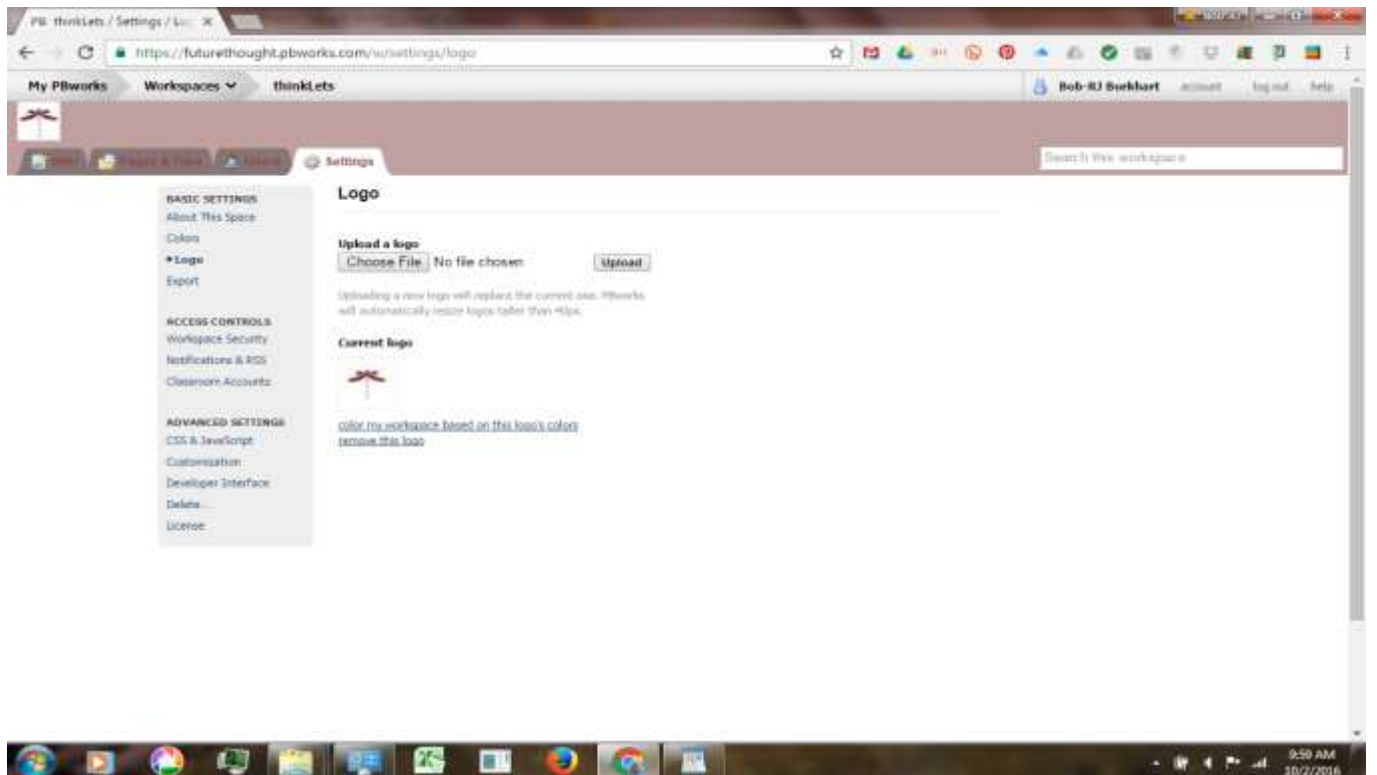 PB thinkLets / Settings / Lo
https://futurethought.pbworks.com/w/settings/logo
My PBworks Workspaces thinkLets
Bob-RJ Burkhart account log out help
Settings
Search this workspace
BASIC SETTINGS
About This Space
Colors
Logo
Export
ACCESS CONTROLS
Workspace Security
Notifications & RSS
Classroom Accounts
ADVANCED SETTINGS
CSS & JavaScript
Customization
Developer Interface
Delete...
License
Logo
Upload a logo
Choose File No file chosen Upload
Uploading a new logo will replace the current one. PBworks
will automatically resize logos taller than 40px.
Current logo
color my workspace based on this logo's colors
remove this logo
9:59 AM
10/2/2016